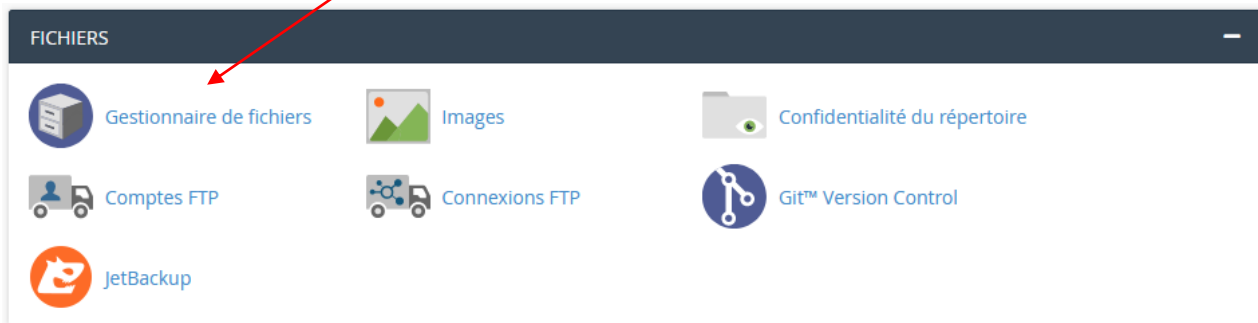 FICHIERS
Gestionnaire de fichiers
Images
Confidentialité du répertoire
Comptes FTP
Connexions FTP
Git™ Version Control
JetBackup